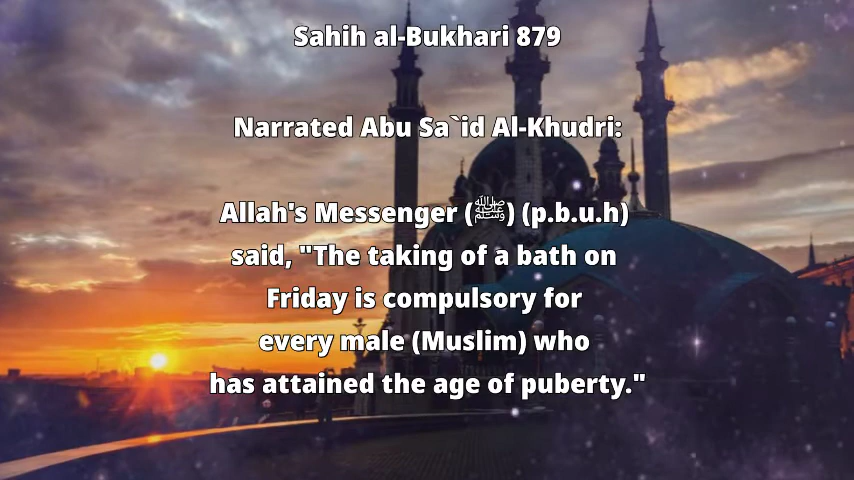 Sahih al-Bukhari 879
Narrated Abu Sa`id Al-Khudri:
Allah's Messenger (ﷺ) (p.b.u.h)
said, "The taking of a bath on
Friday is compulsory for
every male (Muslim) who
has attained the age of puberty."